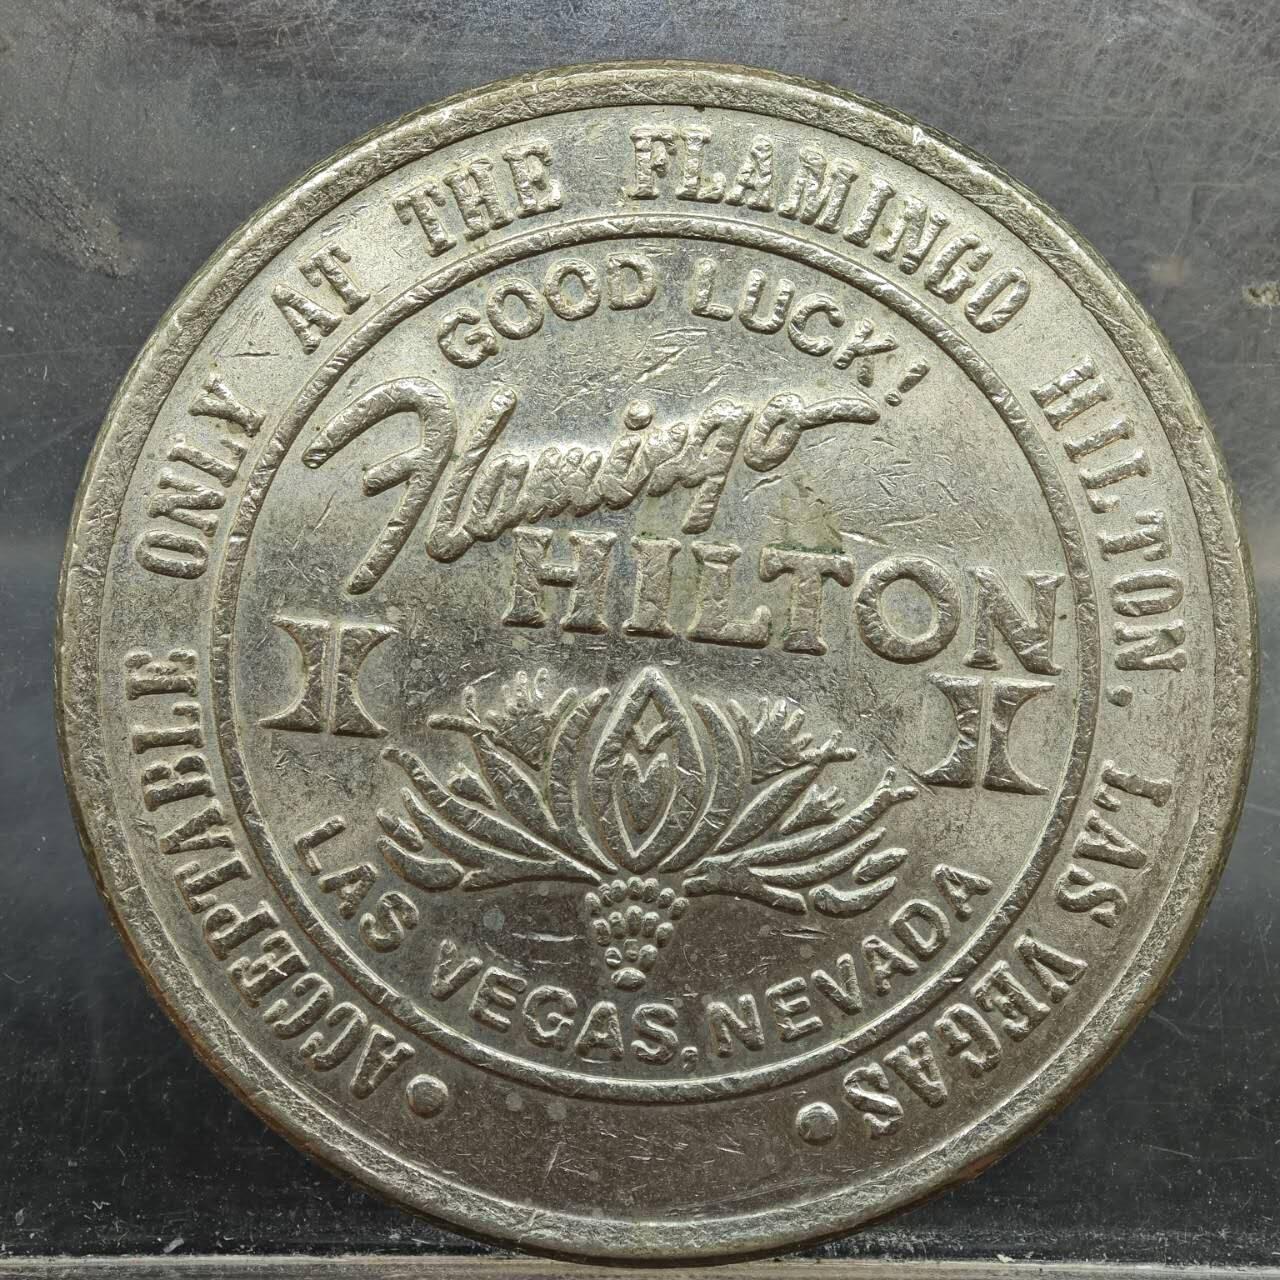 • ACCEPTABLE ONLY AT THE FLAMINGO HILTON, LAS VEGAS •
GOOD LUCK!
Flamingo
HILTON
LAS VEGAS, NEVADA